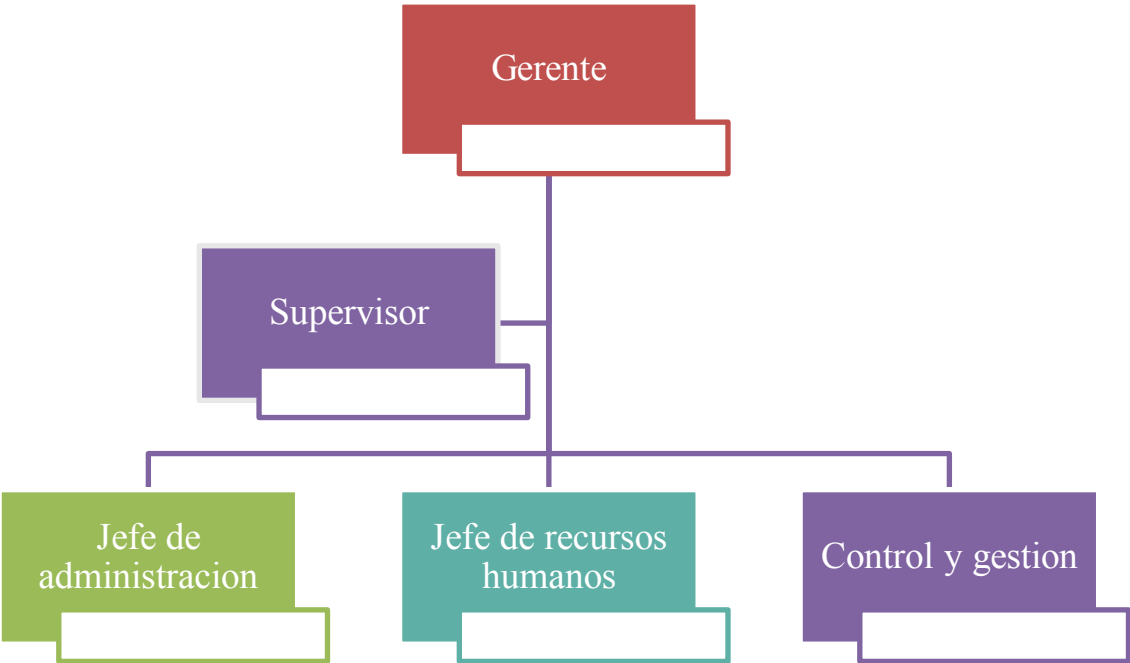 Gerente
Supervisor
Jefe de
administracion
Jefe de recursos
humanos
Control y gestion